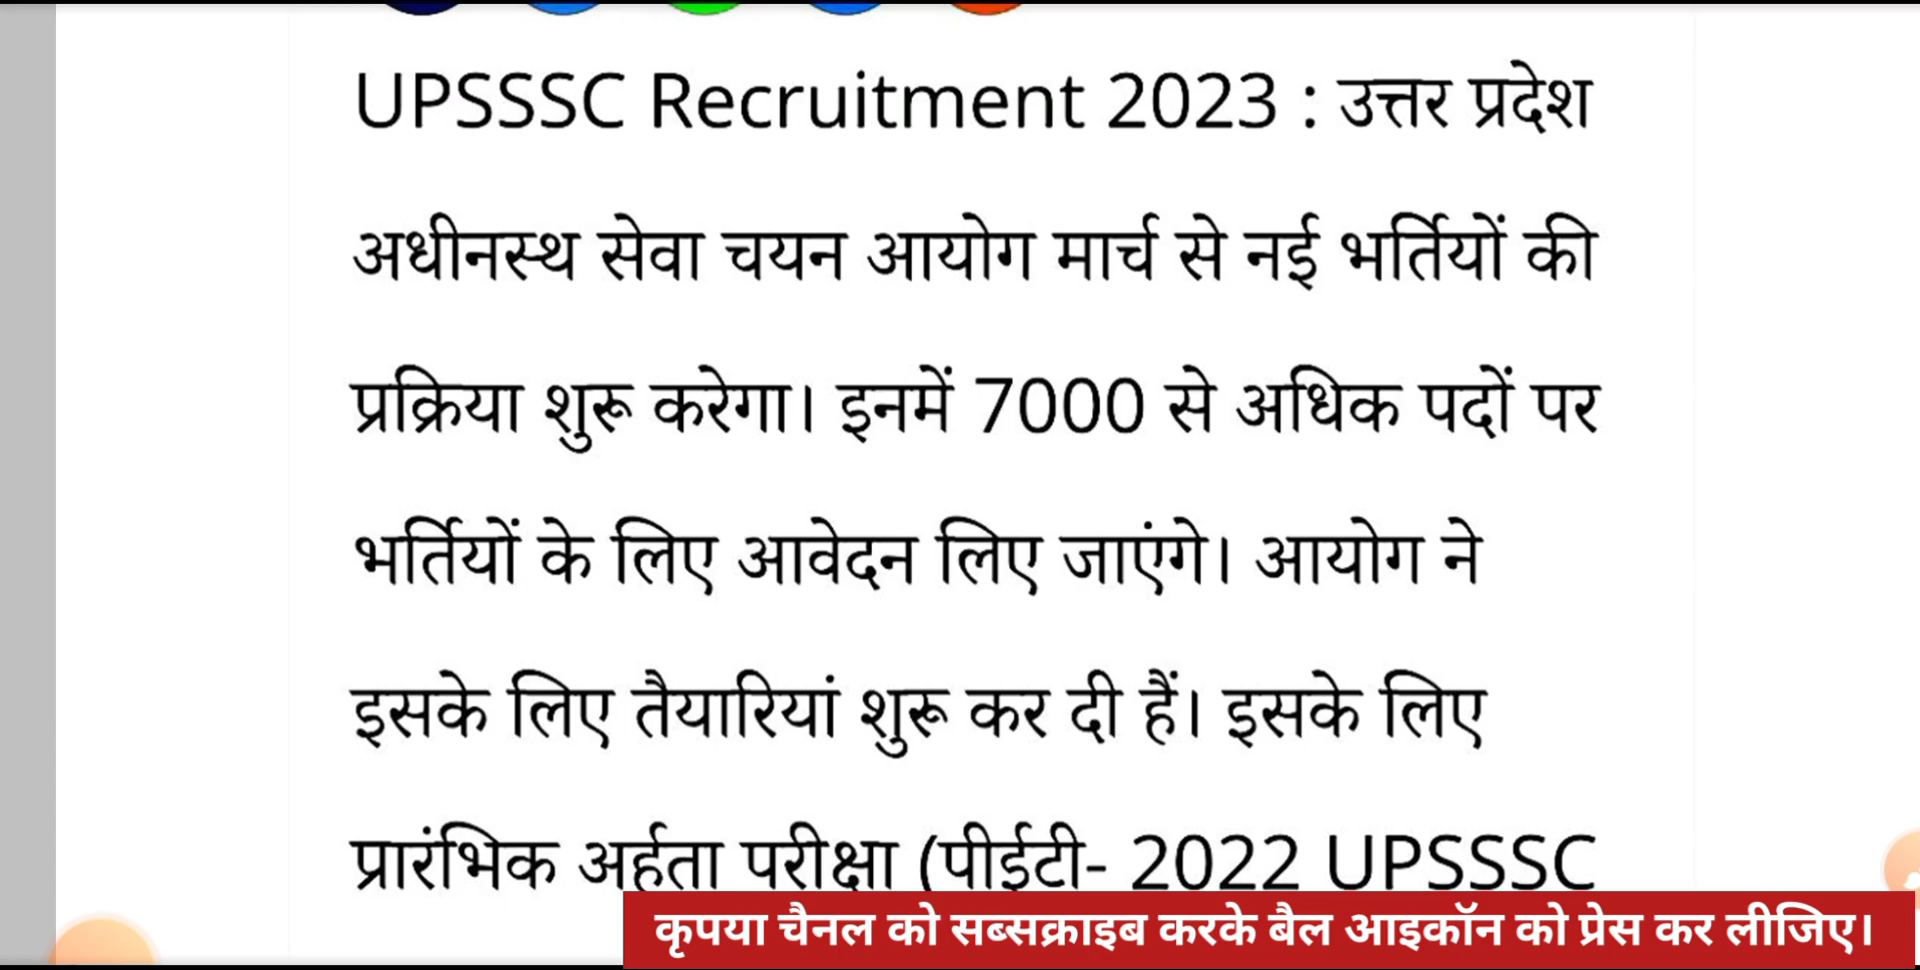 UPSSSC Recruitment 2023 : उत्तर प्रदेश
अधीनस्थ सेवा चयन आयोग मार्च से नई भर्तियों की
प्रक्रिया शुरू करेगा। इनमें 7000 से अधिक पदों पर
भर्तियों के लिए आवेदन लिए जाएंगे। आयोग ने
इसके लिए तैयारियां शुरू कर दी हैं। इसके लिए
प्रारंभिक अर्हता परीक्षा (पीईटी- 2022 UPSSSC
कृपया चैनल को सब्सक्राइब करके बैल आइकॉन को प्रेस कर लीजिए।